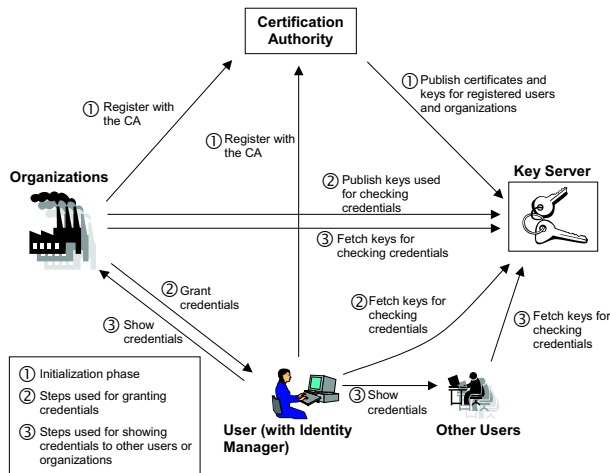 Certification
Authority
① Register with
the CA
① Register with
the CA
① Publish certificates and
keys for registered users
and organizations
Organizations
② Publish keys used
for checking
credentials
Key Server
③ Fetch keys for
checking credentials
② Grant
credentials
③ Show
credentials
② Fetch keys for
checking
credentials
③ Fetch keys for
checking
credentials
① Initialization phase
② Steps used for granting
credentials
③ Steps used for showing
credentials to other users or
organizations
③ Show
credentials
User (with Identity
Manager)
Other Users